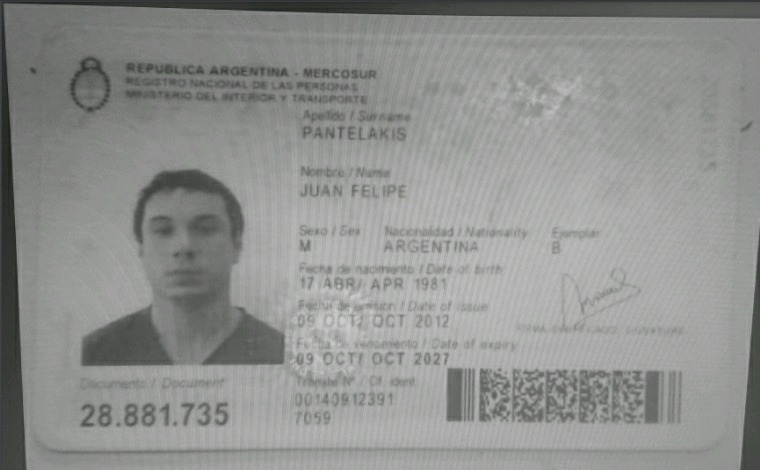 REPUBLICA ARGENTINA - MERCOSUR
REGISTRO NACIONAL DE LAS PERSONAS
MINISTERIO DEL INTERIOR Y TRANSPORTE
Apellido / Surname
PANTELAKIS
Nombre / Name
JUAN FELIPE
Sexo / Sex Nacionalidad / Nationality Ejemplar
M ARGENTINA B
Fecha de nacimiento / Date of birth
17 ABR/ APR 1981
Fecha de emisión / Date of issue
09 OCT/ OCT 2012
Fecha de vencimiento / Date of expiry
09 OCT/ OCT 2027
Documento / Document Trámite Nº / Of. ident.
28.881.735 00140912391
7059
SIGNATURE